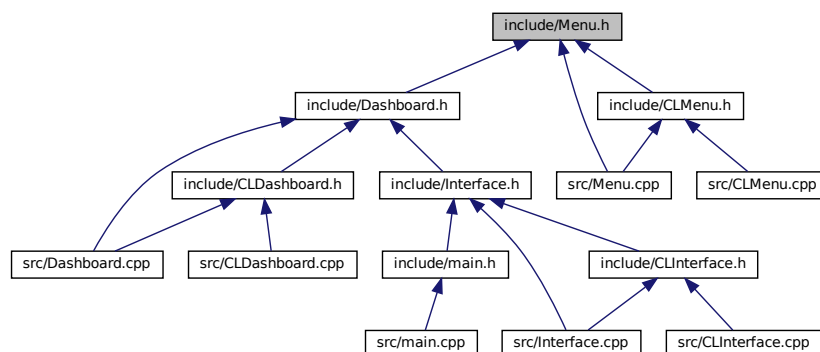 include/Menu.h
include/Dashboard.h
include/CLMenu.h
include/CLDashboard.h
include/Interface.h
src/Menu.cpp
src/CLMenu.cpp
src/Dashboard.cpp
src/CLDashboard.cpp
include/main.h
include/CLInterface.h
src/main.cpp
src/Interface.cpp
src/CLInterface.cpp